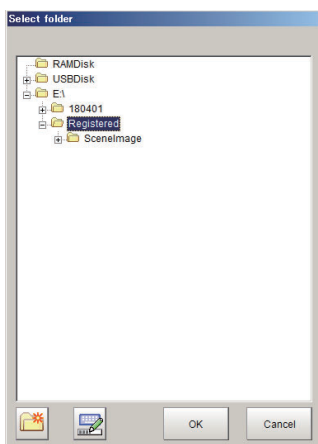 Select folder
RAMDisk
USBDisk
E:\
180401
Registered
SceneImage
OK
Cancel